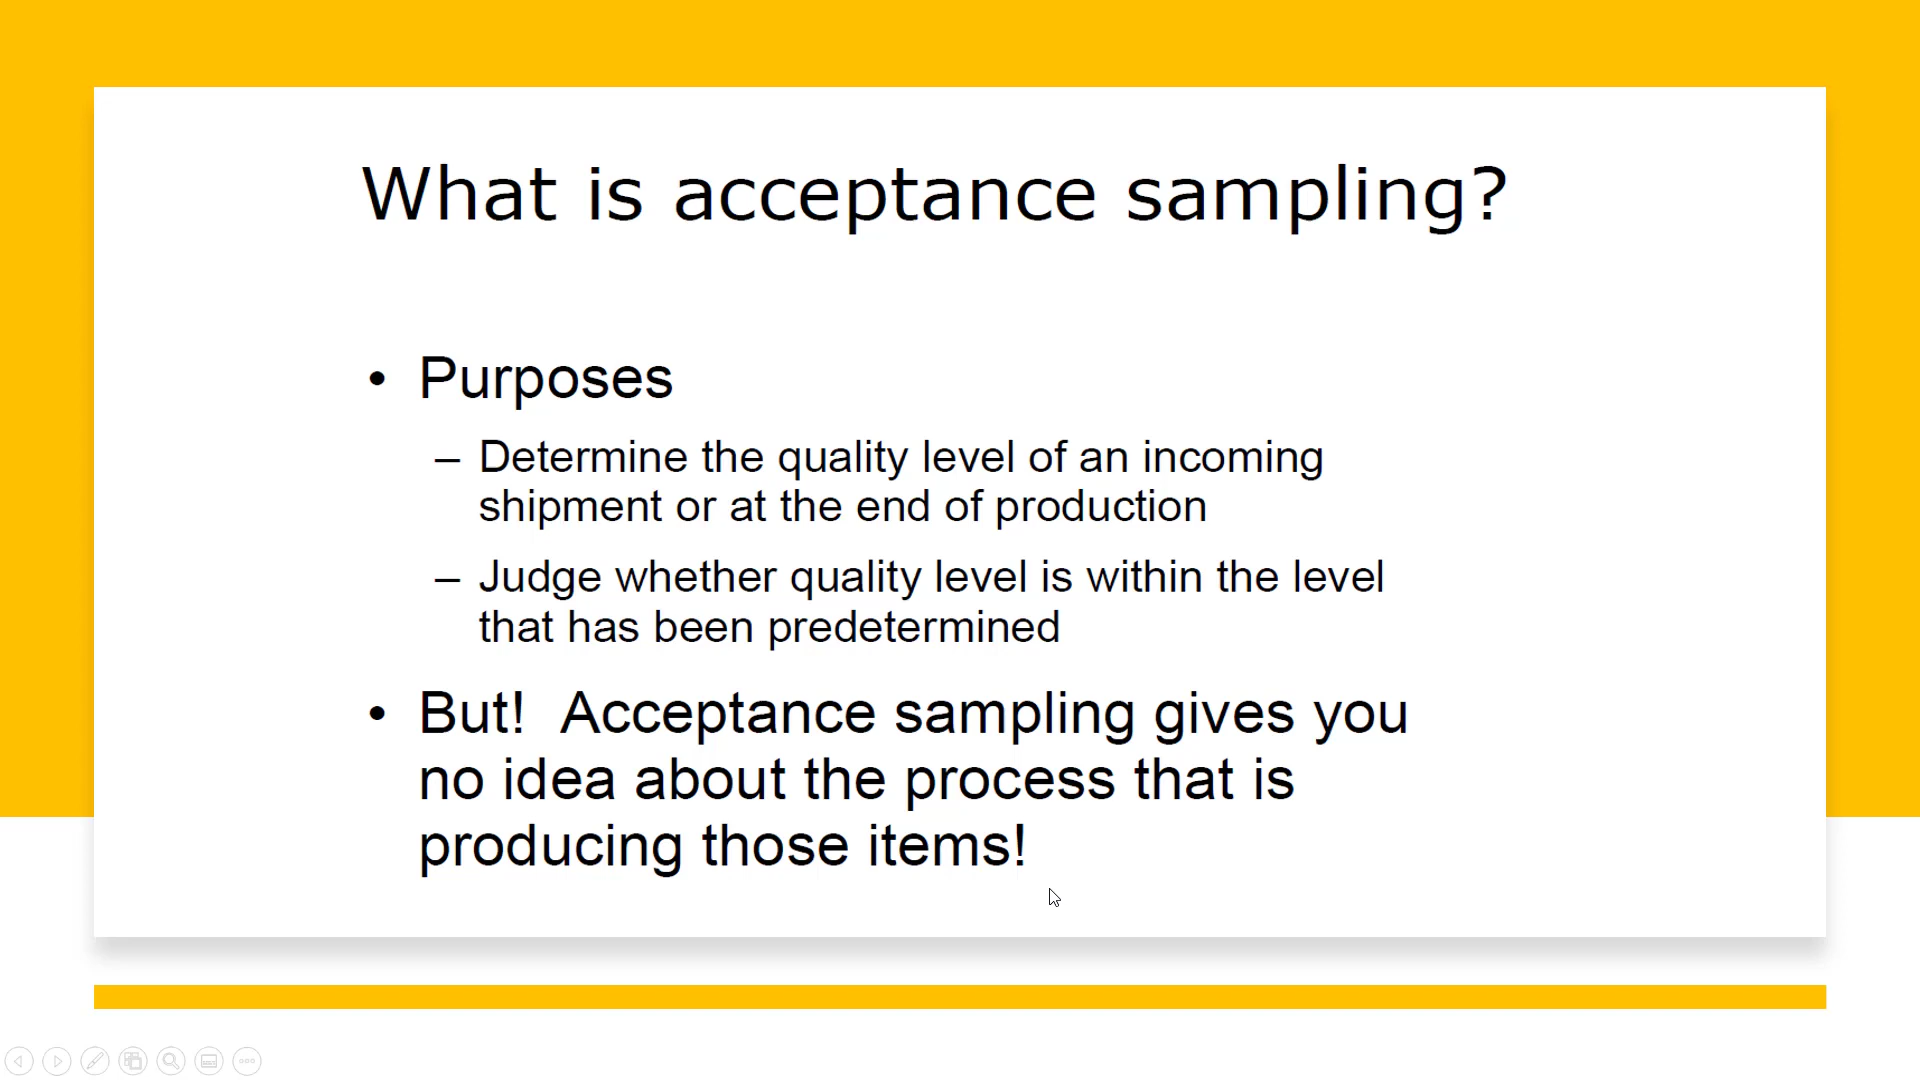 What is acceptance sampling?
• Purposes
– Determine the quality level of an incoming
shipment or at the end of production
– Judge whether quality level is within the level
that has been predetermined
• But!  Acceptance sampling gives you
no idea about the process that is
producing those items!